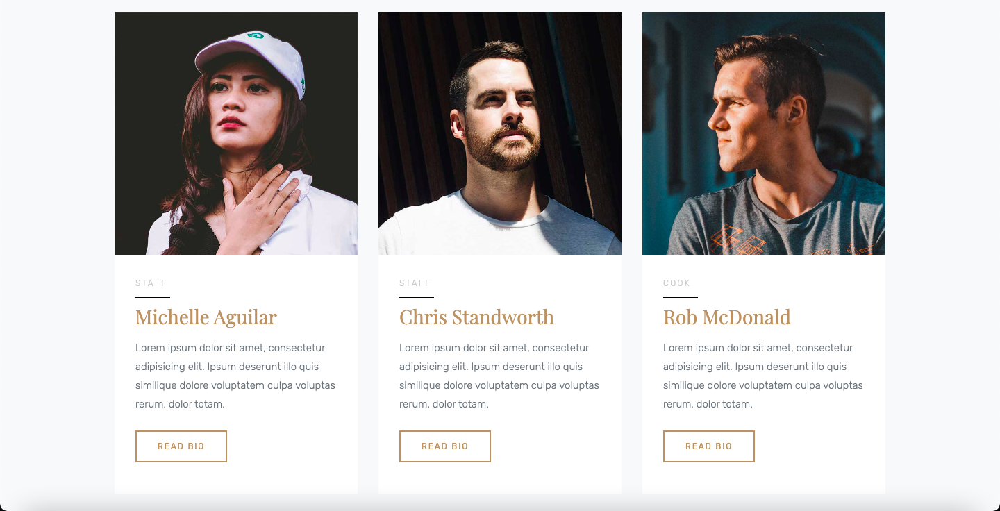 STAFF
Michelle Aguilar
Lorem ipsum dolor sit amet, consectetur
adipisicing elit. Ipsum deserunt illo quis
similique dolore voluptatem culpa voluptas
rerum, dolor totam.
READ BIO
STAFF
Chris Standworth
Lorem ipsum dolor sit amet, consectetur
adipisicing elit. Ipsum deserunt illo quis
similique dolore voluptatem culpa voluptas
rerum, dolor totam.
READ BIO
COOK
Rob McDonald
Lorem ipsum dolor sit amet, consectetur
adipisicing elit. Ipsum deserunt illo quis
similique dolore voluptatem culpa voluptas
rerum, dolor totam.
READ BIO